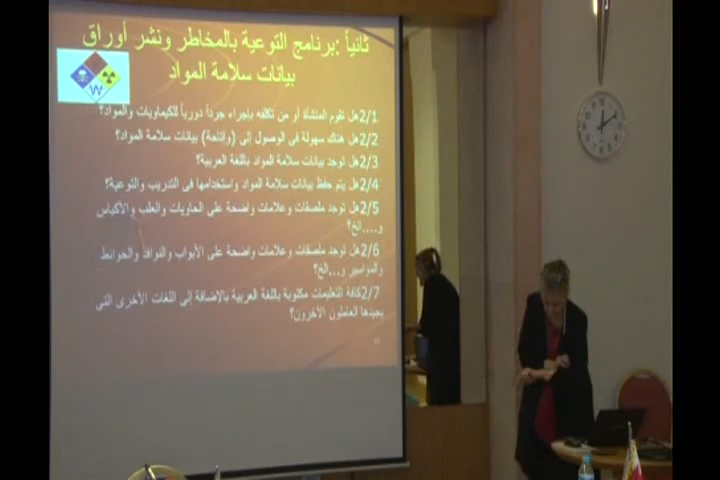 ثانياً :برنامج التوعية بالمخاطر ونشر أوراق
بيانات سلامة المواد
W
2/1هل تقوم المنشأة أو من تكلفه بإجراء جرداً دورياً للكيماويات والمواد؟
2/2هل هناك سهولة فى الوصول إلى (وإتاحة) بيانات سلامة المواد؟
2/3هل توجد بيانات سلامة المواد باللغة العربية؟
2/4هل يتم حفظ بيانات سلامة المواد واستخدامها فى التدريب والتوعية؟
2/5هل توجد ملصقات وعلامات واضحة على الحاويات والعلب والأكياس
و....الخ؟
2/6هل توجد ملصقات وعلامات واضحة على الأبواب والنوافذ والحوائط
والمواسير و...الخ؟
2/7كافة التعليمات مكتوبة باللغة العربية بالإضافة إلى اللغات الأخرى التى
يجيدها العاملون الآخرون؟